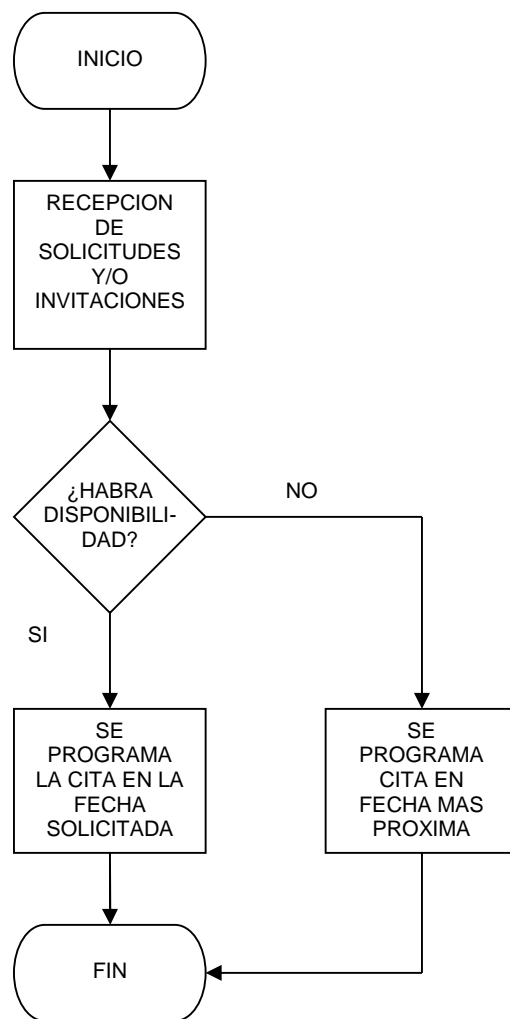 INICIO
RECEPCION
DE
SOLICITUDES
Y/O
INVITACIONES
¿HABRA
DISPONIBILI-
DAD?
NO
SI
SE
PROGRAMA
LA CITA EN LA
FECHA
SOLICITADA
SE
PROGRAMA
CITA EN
FECHA MAS
PROXIMA
FIN